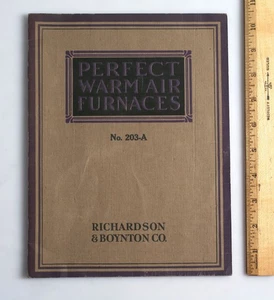 PERFECT
WARM AIR
FURNACES
No. 203-A
RICHARDSON
& BOYNTON CO.